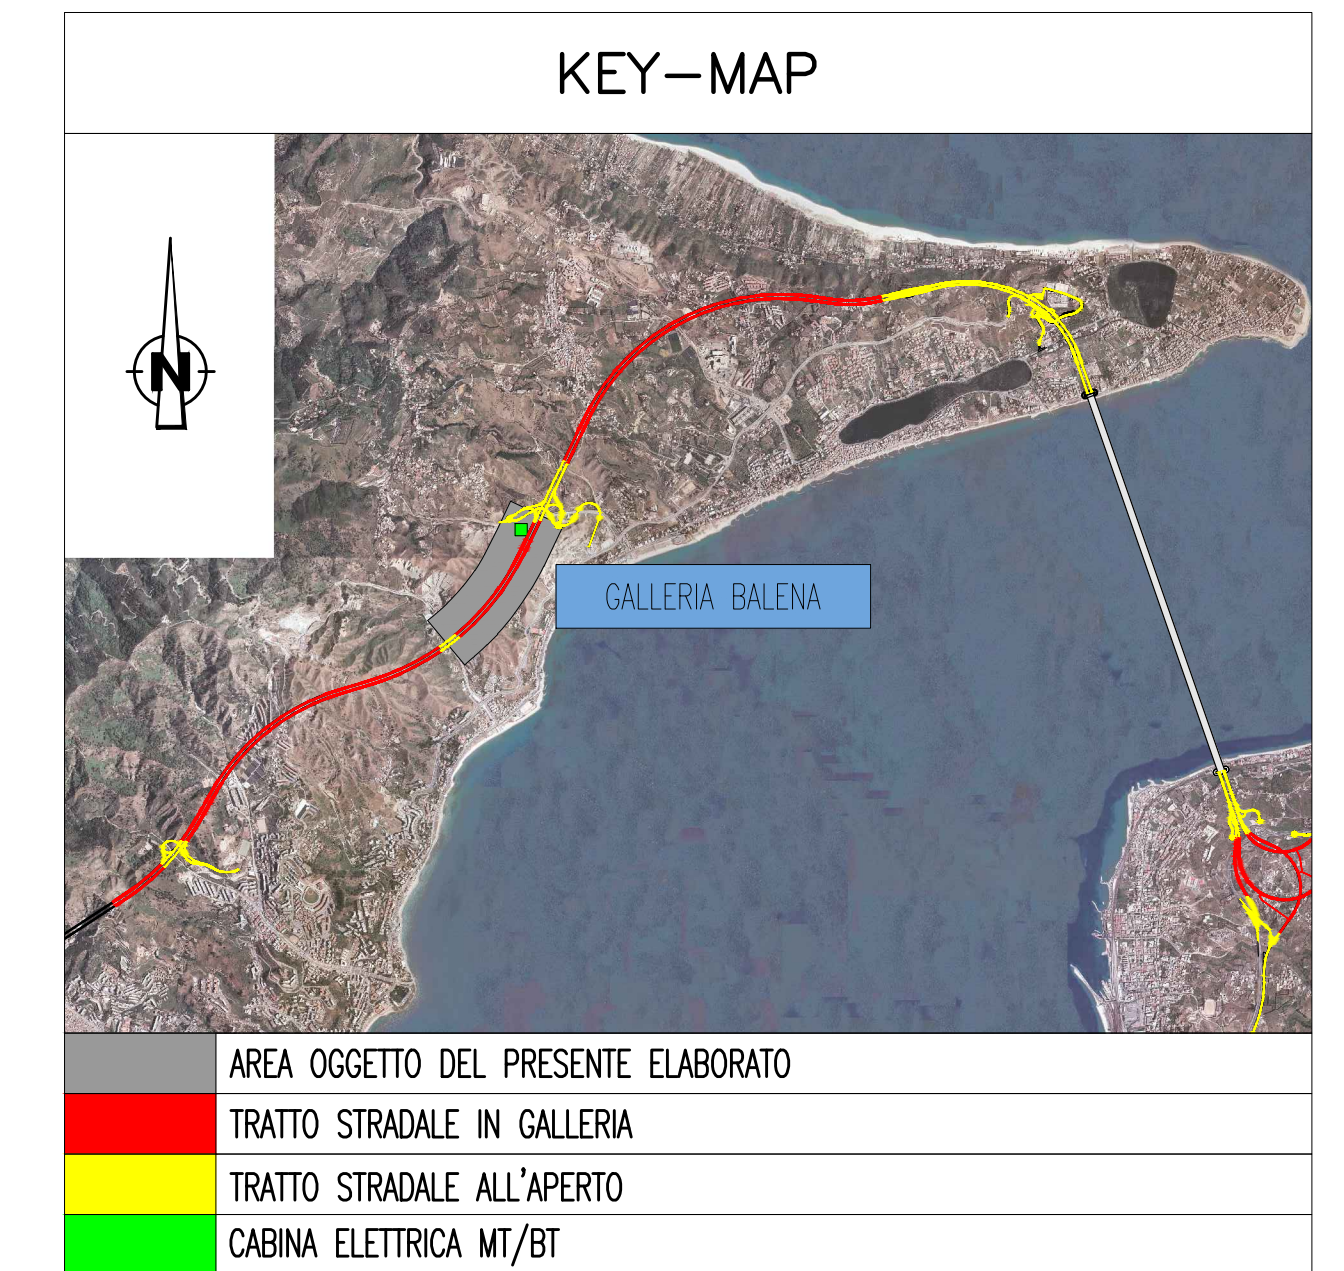 KEY-MAP
N
GALLERIA BALENA
AREA OGGETTO DEL PRESENTE ELABORATO
TRATTO STRADALE IN GALLERIA
TRATTO STRADALE ALL'APERTO
CABINA ELETTRICA MT/BT